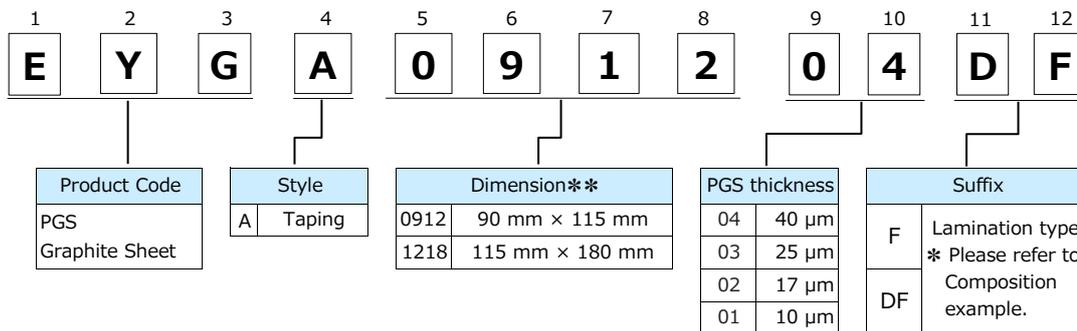 1 2 3 4 5 6 7 8 9 10 11 12
E Y G A 0 9 1 2 0 4 D F
Product Code
PGS
Graphite Sheet
Style
A Taping
Dimension✻✻
0912 90 mm × 115 mm
1218 115 mm × 180 mm
PGS thickness
04 40 µm
03 25 µm
02 17 µm
01 10 µm
Suffix
F
DF
Lamination type
✻ Please refer to
Composition
example.